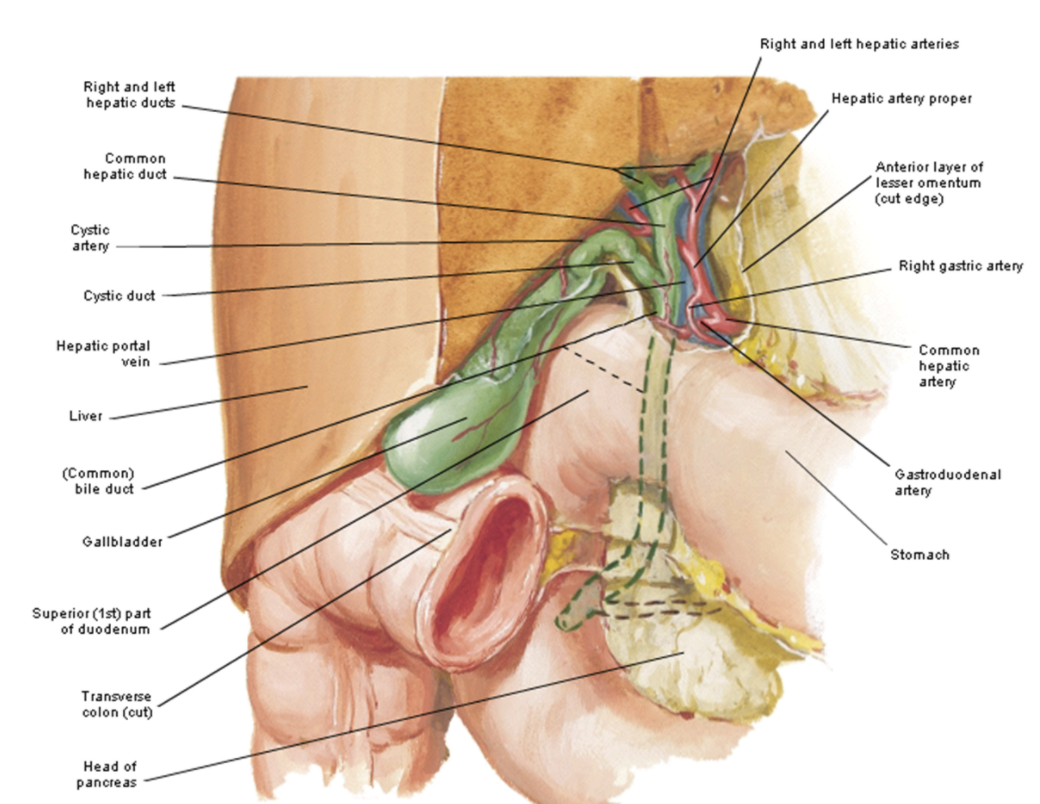 Right and left hepatic arteries
Right and left
hepatic ducts
Hepatic artery proper
Common
hepatic duct
Anterior layer of
lesser omentum
(cut edge)
Cystic
artery
Right gastric artery
Cystic duct
Hepatic portal
vein
Common
hepatic
artery
Liver
(Common)
bile duct
Gastroduodenal
artery
Gallbladder
Stomach
Superior (1st) part
of duodenum
Transverse
colon (cut)
Head of
pancreas